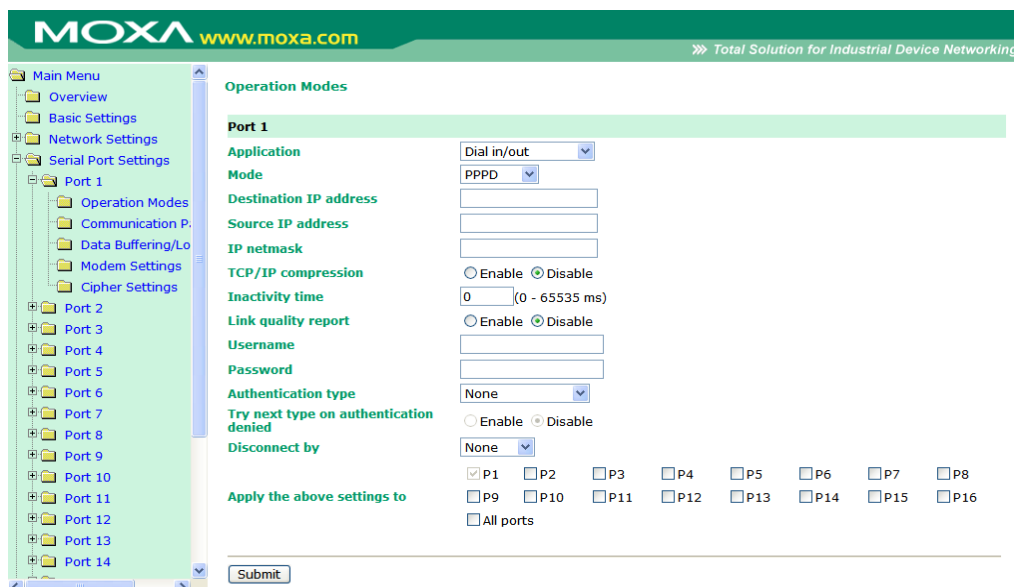 MOXA www.moxa.com
Total Solution for Industrial Device Networking
Main Menu
Overview
Basic Settings
Network Settings
Serial Port Settings
Port 1
Operation Modes
Communication P
Data Buffering/Lo
Modem Settings
Cipher Settings
Port 2
Port 3
Port 4
Port 5
Port 6
Port 7
Port 8
Port 9
Port 10
Port 11
Port 12
Port 13
Port 14
Operation Modes
Port 1
Application Dial in/out
Mode PPPD
Destination IP address
Source IP address
IP netmask
TCP/IP compression Enable Disable
Inactivity time 0 (0 - 65535 ms)
Link quality report Enable Disable
Username
Password
Authentication type None
Try next type on authentication
denied Enable Disable
Disconnect by None
P1 P2 P3 P4 P5 P6 P7 P8
Apply the above settings to P9 P10 P11 P12 P13 P14 P15 P16
All ports
Submit